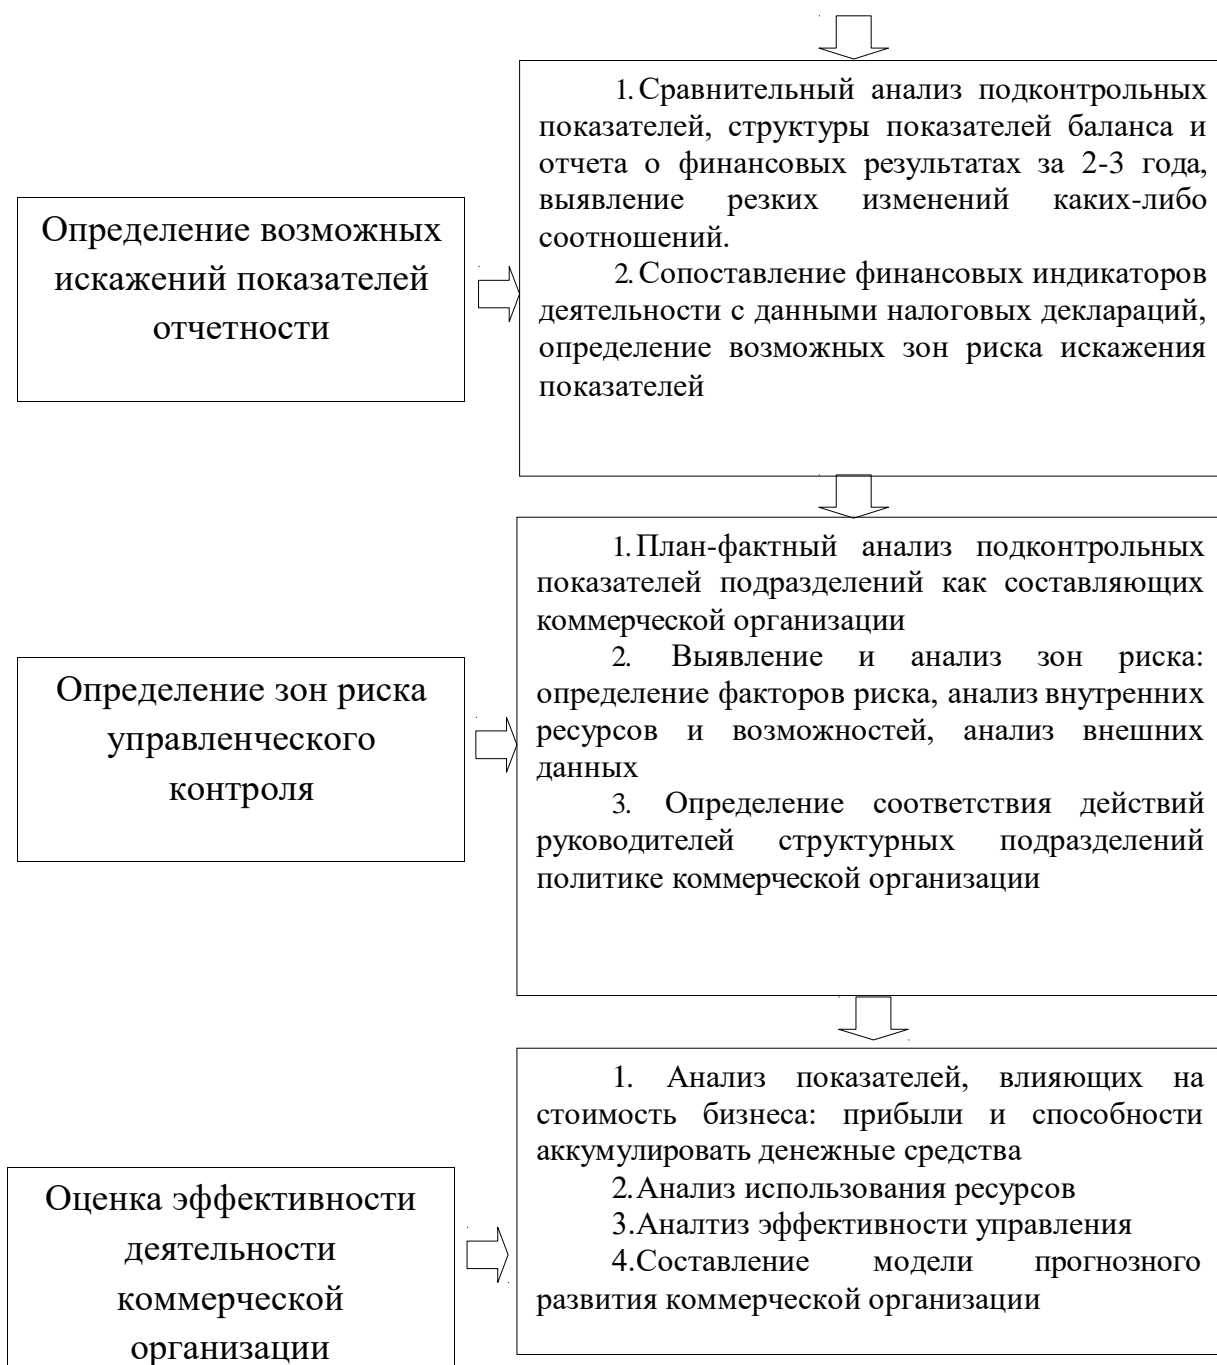 Определение возможных
искажений показателей
отчетности
1. Сравнительный анализ подконтрольных
показателей, структуры показателей баланса и
отчета о финансовых результатах за 2-3 года,
выявление резких изменений каких-либо
соотношений.
2. Сопоставление финансовых индикаторов
деятельности с данными налоговых деклараций,
определение возможных зон риска искажения
показателей
Определение зон риска
управленческого
контроля
1. План-фактный анализ подконтрольных
показателей подразделений как составляющих
коммерческой организации
2. Выявление и анализ зон риска:
определение факторов риска, анализ внутренних
ресурсов и возможностей, анализ внешних
данных
3. Определение соответствия действий
руководителей структурных подразделений
политике коммерческой организации
Оценка эффективности
деятельности
коммерческой
организации
1. Анализ показателей, влияющих на
стоимость бизнеса: прибыли и способности
аккумулировать денежные средства
2.Анализ использования ресурсов
3.Аналтиз эффективности управления
4.Составление модели прогнозного
развития коммерческой организации